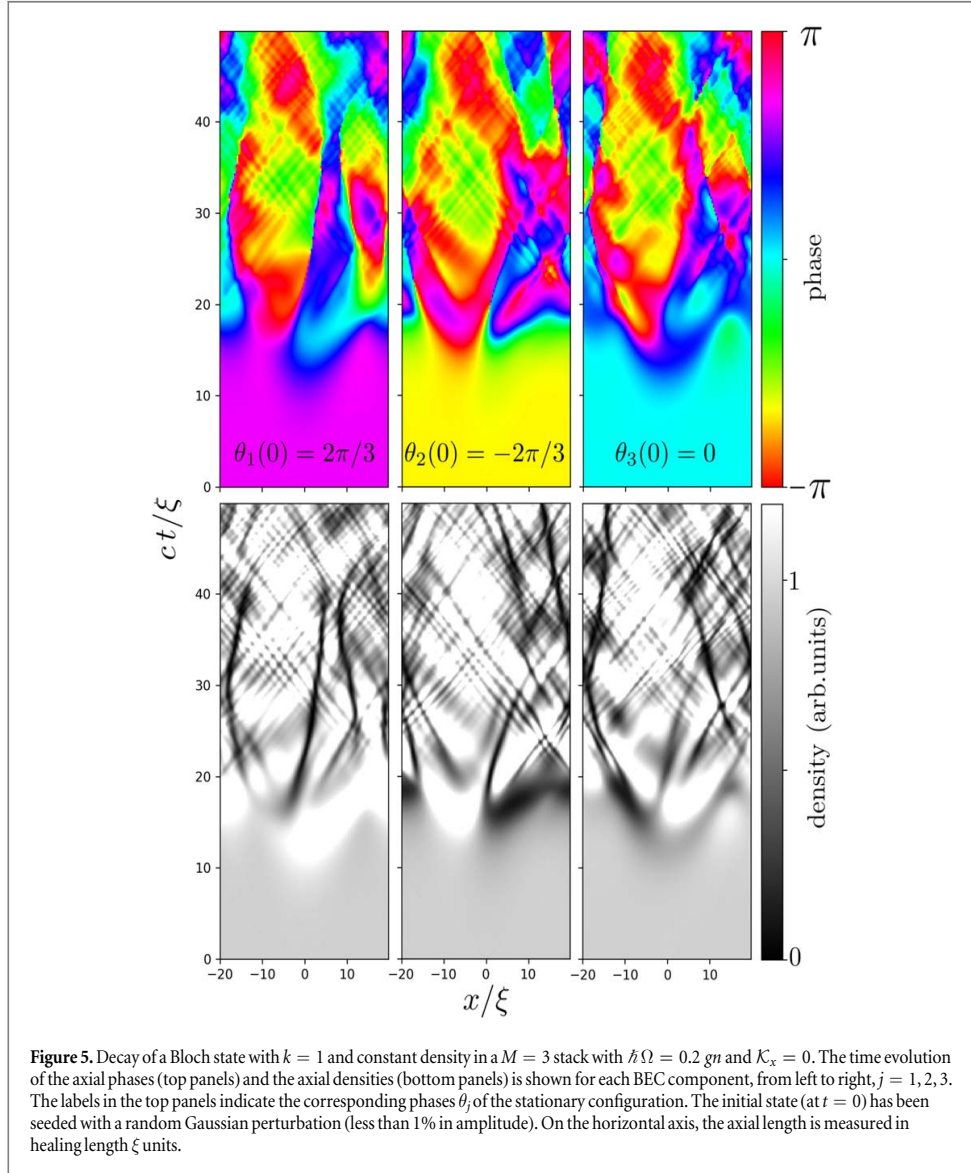 π
40
30
20
10
0
θ₁(0) = 2π/3
θ₂(0) = −2π/3
θ₃(0) = 0
phase
−π
ct/ξ
40
30
20
10
0
1
0
density (arb.units)
−20 −10 0 10 −20 −10 0 10 −20 −10 0 10
x/ξ
Figure 5. Decay of a Bloch state with k = 1 and constant density in a M = 3 stack with ℏΩ = 0.2 gn and 𝒦ₓ = 0. The time evolution
of the axial phases (top panels) and the axial densities (bottom panels) is shown for each BEC component, from left to right, j = 1, 2, 3.
The labels in the top panels indicate the corresponding phases θⱼ of the stationary configuration. The initial state (at t = 0) has been
seeded with a random Gaussian perturbation (less than 1% in amplitude). On the horizontal axis, the axial length is measured in
healing length ξ units.